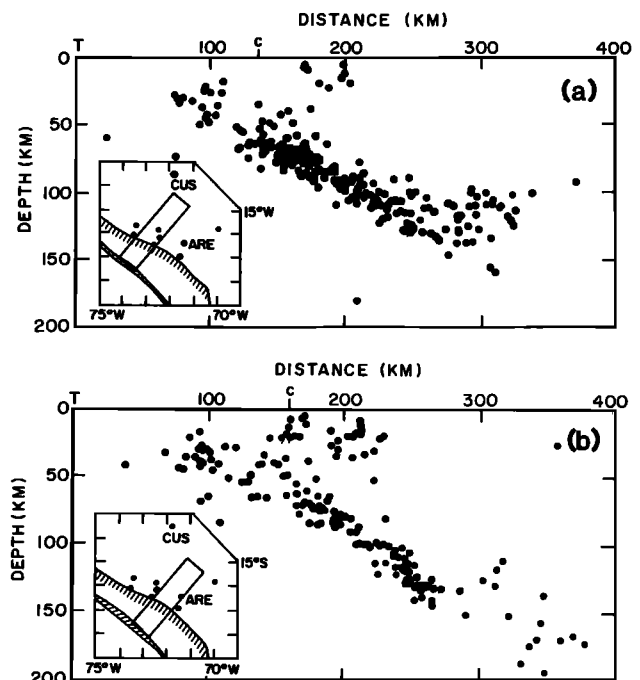 DISTANCE (KM)
T 100 c 200 300 400
0
(a)
50
DEPTH (KM)
100
CUS
15°W
ARE
150
75°W 70°W
200
DISTANCE (KM)
T 100 c 200 300 400
0
(b)
50
DEPTH (KM)
100
CUS
15°S
ARE
150
75°W 70°W
200